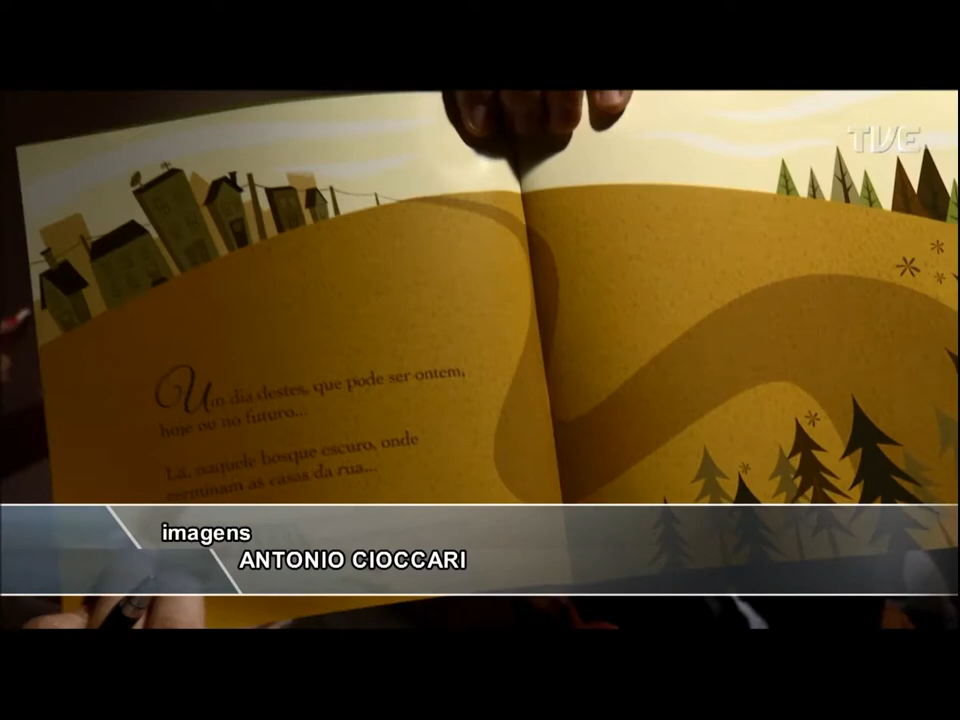 TVE
Um dia destes, que pode ser ontem,
hoje ou no futuro...
Lá, naquele bosque escuro, onde
terminam as casas da rua...
imagens
ANTONIO CIOCCARI